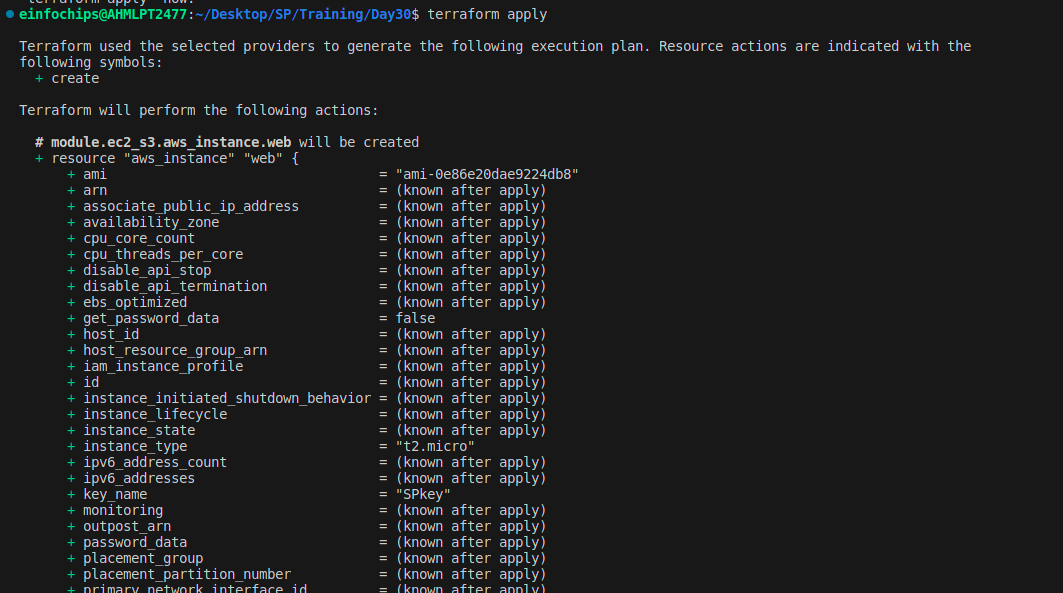 terraform apply" now.
einfochips@AHMLPT2477:~/Desktop/SP/Training/Day30$ terraform apply
Terraform used the selected providers to generate the following execution plan. Resource actions are indicated with the
following symbols:
+ create
Terraform will perform the following actions:
# module.ec2_s3.aws_instance.web will be created
+ resource "aws_instance" "web" {
+ ami = "ami-0e86e20dae9224db8"
+ arn = (known after apply)
+ associate_public_ip_address = (known after apply)
+ availability_zone = (known after apply)
+ cpu_core_count = (known after apply)
+ cpu_threads_per_core = (known after apply)
+ disable_api_stop = (known after apply)
+ disable_api_termination = (known after apply)
+ ebs_optimized = (known after apply)
+ get_password_data = false
+ host_id = (known after apply)
+ host_resource_group_arn = (known after apply)
+ iam_instance_profile = (known after apply)
+ id = (known after apply)
+ instance_initiated_shutdown_behavior = (known after apply)
+ instance_lifecycle = (known after apply)
+ instance_state = (known after apply)
+ instance_type = "t2.micro"
+ ipv6_address_count = (known after apply)
+ ipv6_addresses = (known after apply)
+ key_name = "SPkey"
+ monitoring = (known after apply)
+ outpost_arn = (known after apply)
+ password_data = (known after apply)
+ placement_group = (known after apply)
+ placement_partition_number = (known after apply)
+ primary_network_interface_id = (known after apply)